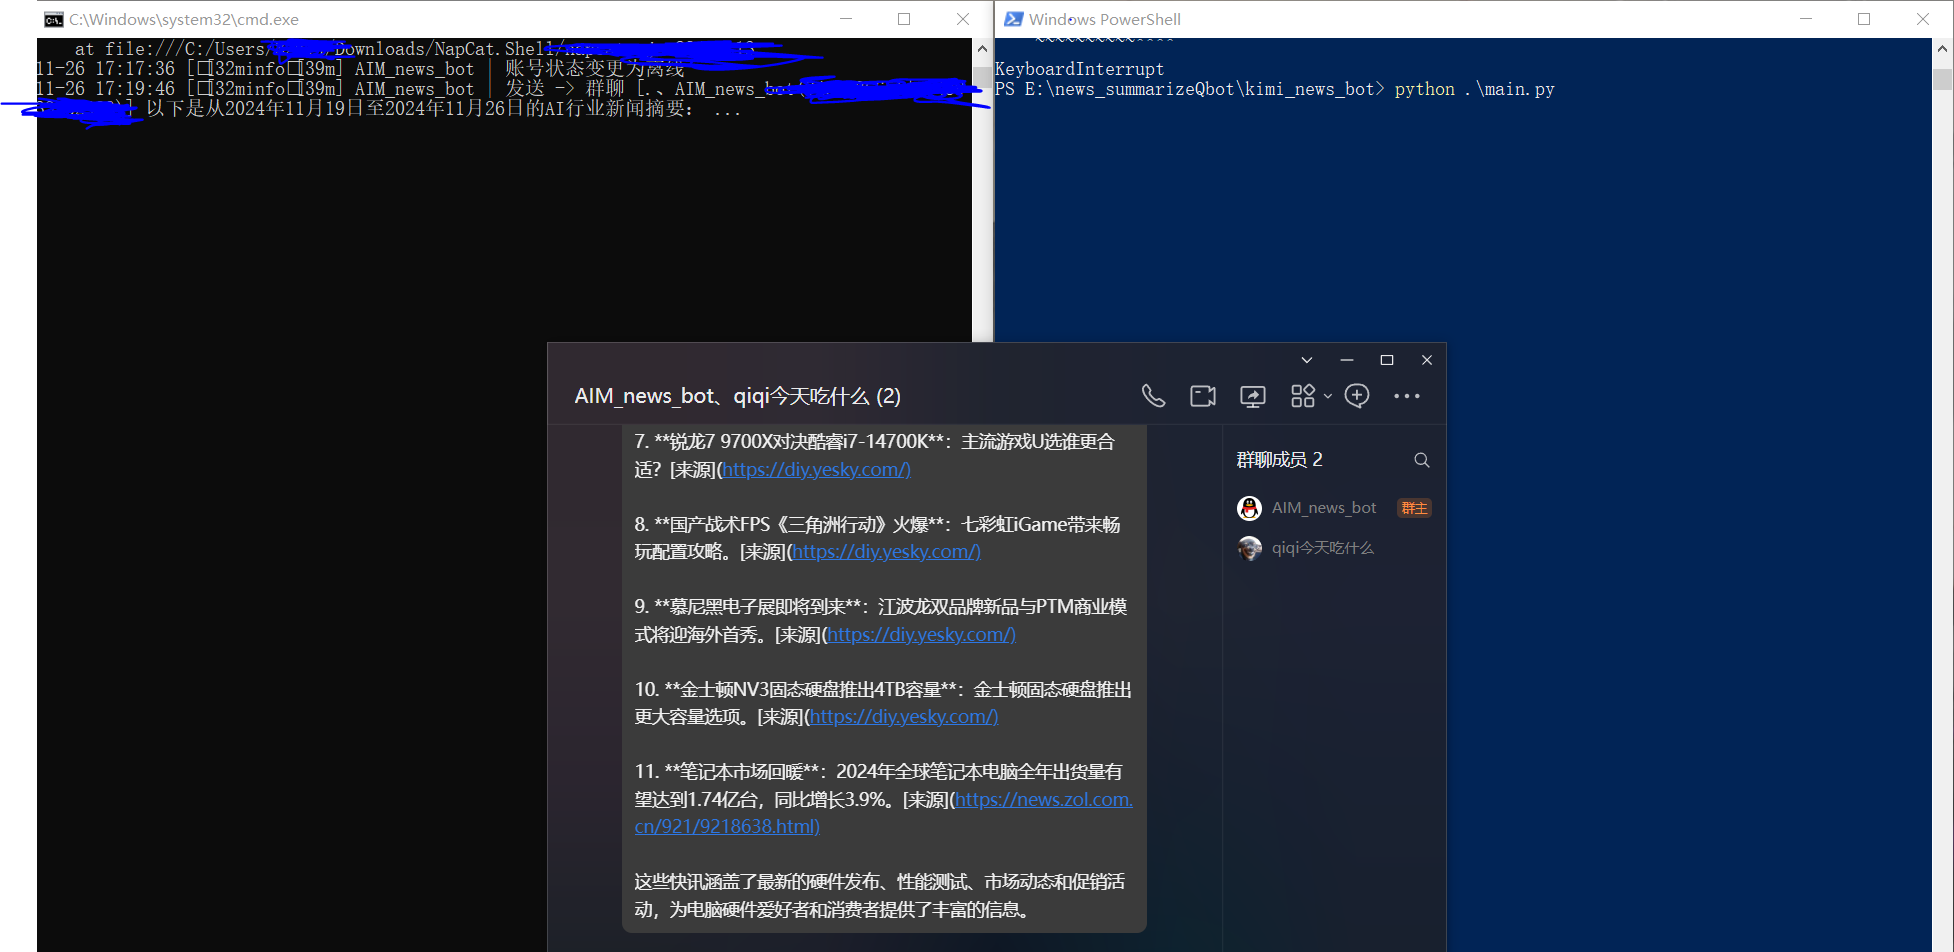 C:\Windows\system32\cmd.exe
at file:///C:/Users/ /Downloads/NapCat.Shell/
11-26 17:17:36 [□[32minfo□[39m] AIM_news_bot | 账号状态变更为离线
11-26 17:19:46 [□[32minfo□[39m] AIM_news_bot | 发送 -> 群聊 [.、AIM_news_bot
] 以下是从2024年11月19日至2024年11月26日的AI行业新闻摘要: ...
Windows PowerShell
KeyboardInterrupt
PS E:\news_summarizeQbot\kimi_news_bot> python .\main.py
AIM_news_bot、qiqi今天吃什么 (2)
7. **锐龙7 9700X对决酷睿i7-14700K**：主流游戏U选谁更合
适？[来源](https://diy.yesky.com/)
8. **国产战术FPS《三角洲行动》火爆**：七彩虹iGame带来畅
玩配置攻略。[来源](https://diy.yesky.com/)
9. **慕尼黑电子展即将到来**：江波龙双品牌新品与PTM商业模
式将迎海外首秀。[来源](https://diy.yesky.com/)
10. **金士顿NV3固态硬盘推出4TB容量**：金士顿固态硬盘推出
更大容量选项。[来源](https://diy.yesky.com/)
11. **笔记本市场回暖**：2024年全球笔记本电脑全年出货量有
望达到1.74亿台，同比增长3.9%。[来源](https://news.zol.com.
cn/921/9218638.html)
这些快讯涵盖了最新的硬件发布、性能测试、市场动态和促销活
动，为电脑硬件爱好者和消费者提供了丰富的信息。
群聊成员 2
AIM_news_bot 群主
qiqi今天吃什么